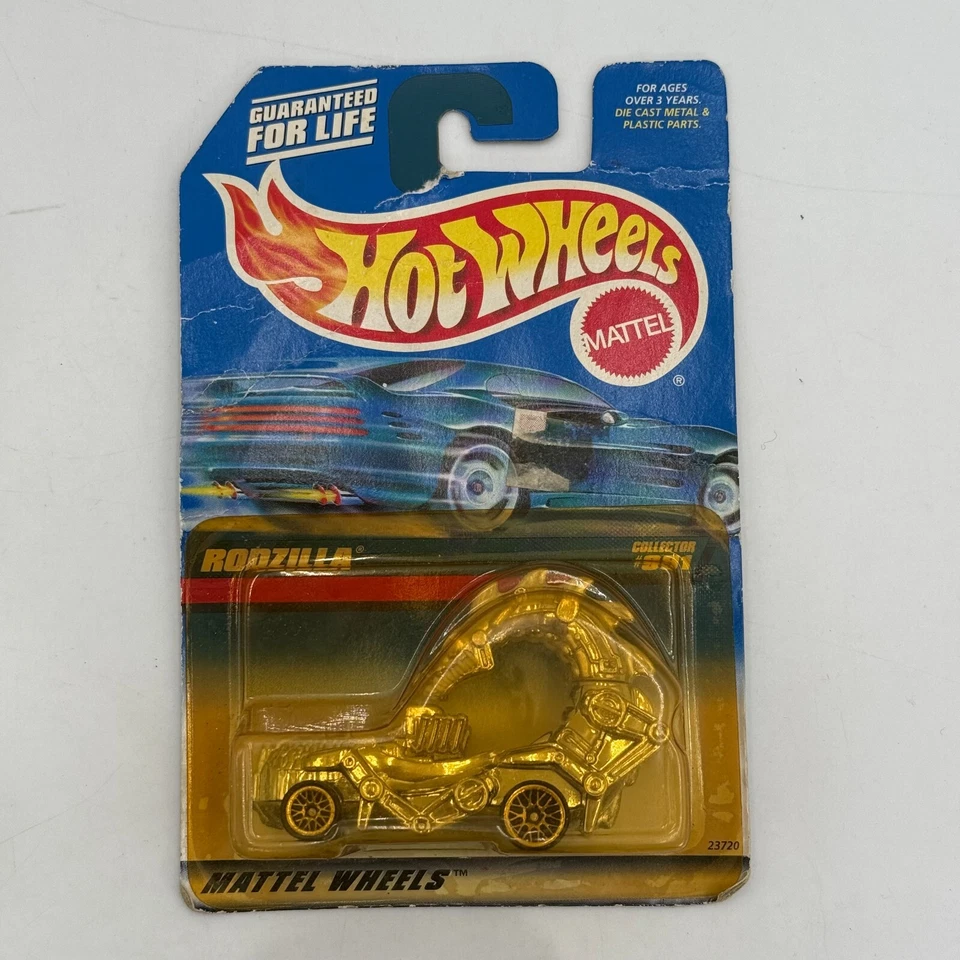 GUARANTEED
FOR LIFE
FOR AGES
OVER 3 YEARS.
DIE CAST METAL &
PLASTIC PARTS.
HOT WHEELS
MATTEL
®
RODZILLA®
COLLECTOR
23720
MATTEL WHEELS™